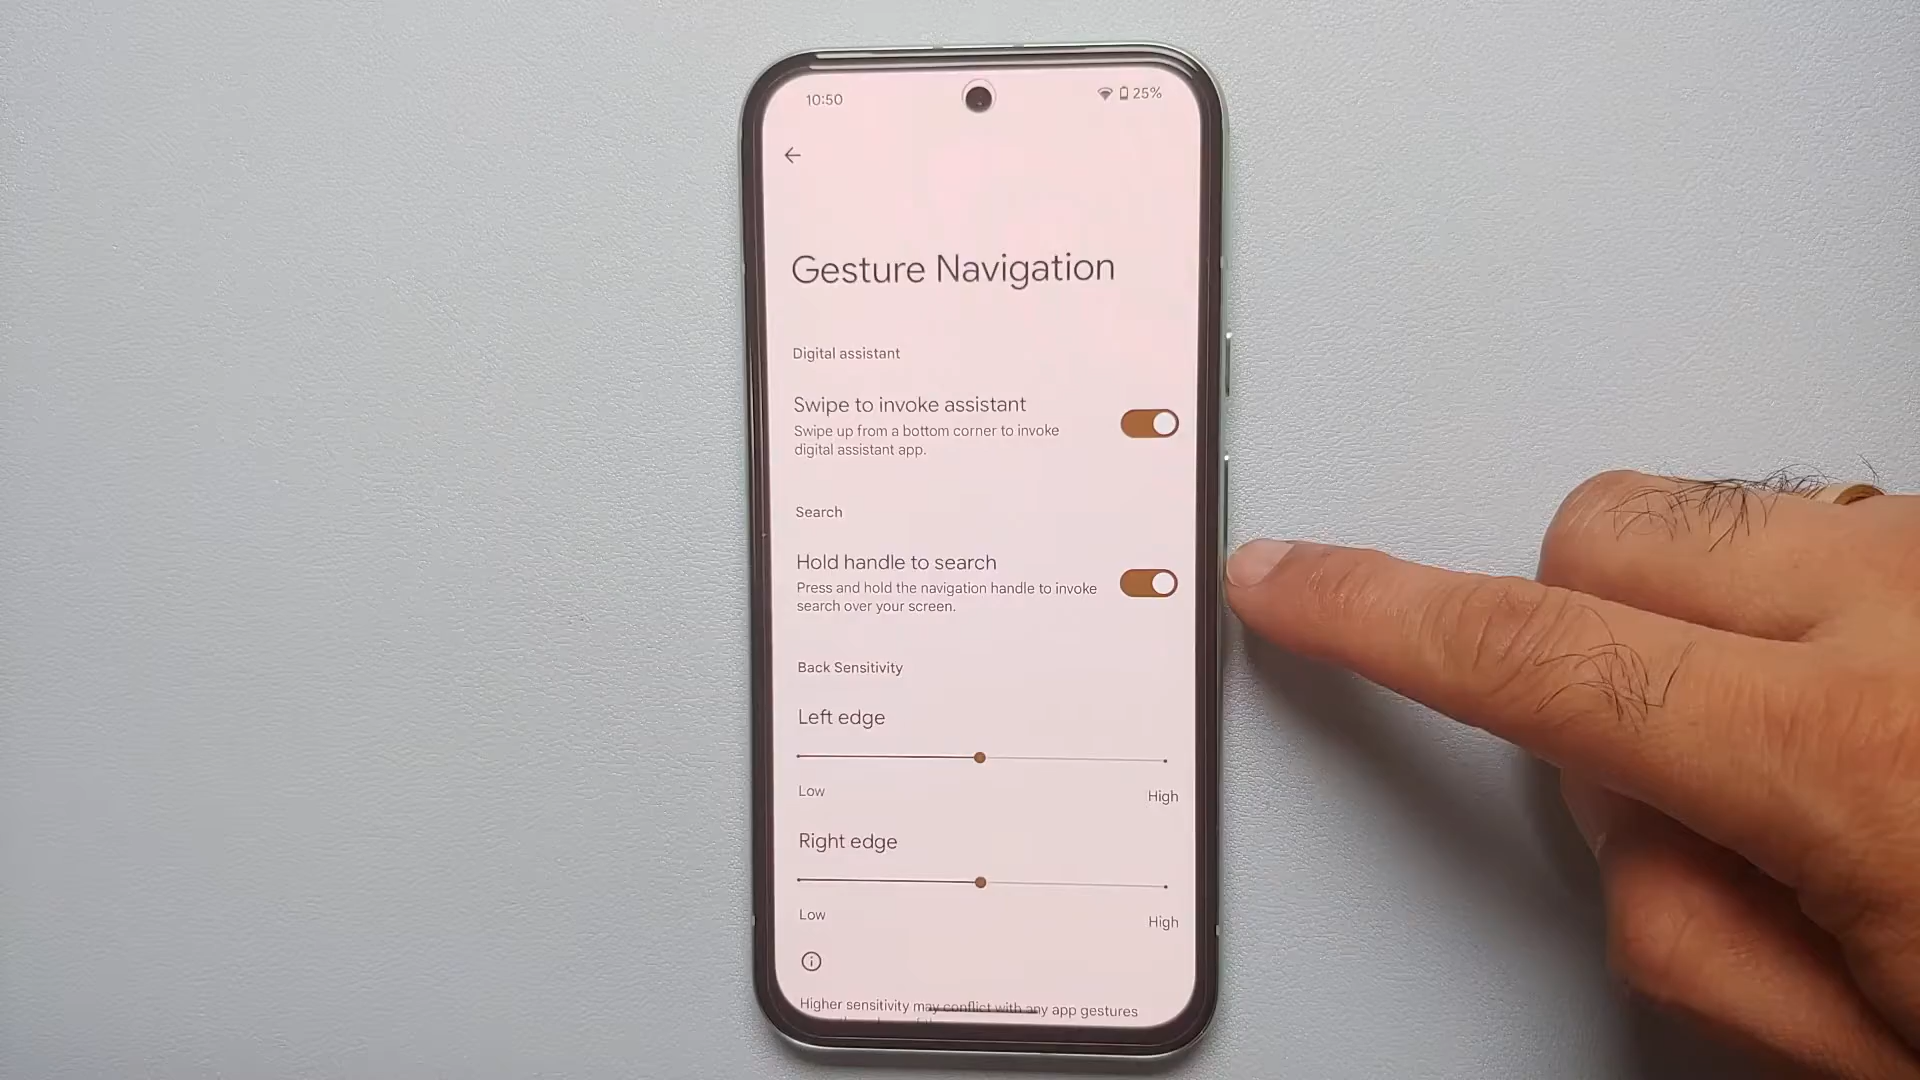 10:50
25%
Gesture Navigation
Digital assistant
Swipe to invoke assistant
Swipe up from a bottom corner to invoke
digital assistant app.
Search
Hold handle to search
Press and hold the navigation handle to invoke
search over your screen.
Back Sensitivity
Left edge
Low High
Right edge
Low High
Higher sensitivity may conflict with any app gestures